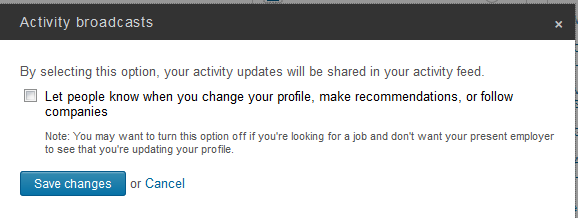 Activity broadcasts
×
By selecting this option, your activity updates will be shared in your activity feed.
Let people know when you change your profile, make recommendations, or follow
companies
Note: You may want to turn this option off if you're looking for a job and don't want your present employer
to see that you're updating your profile.
Save changes or Cancel